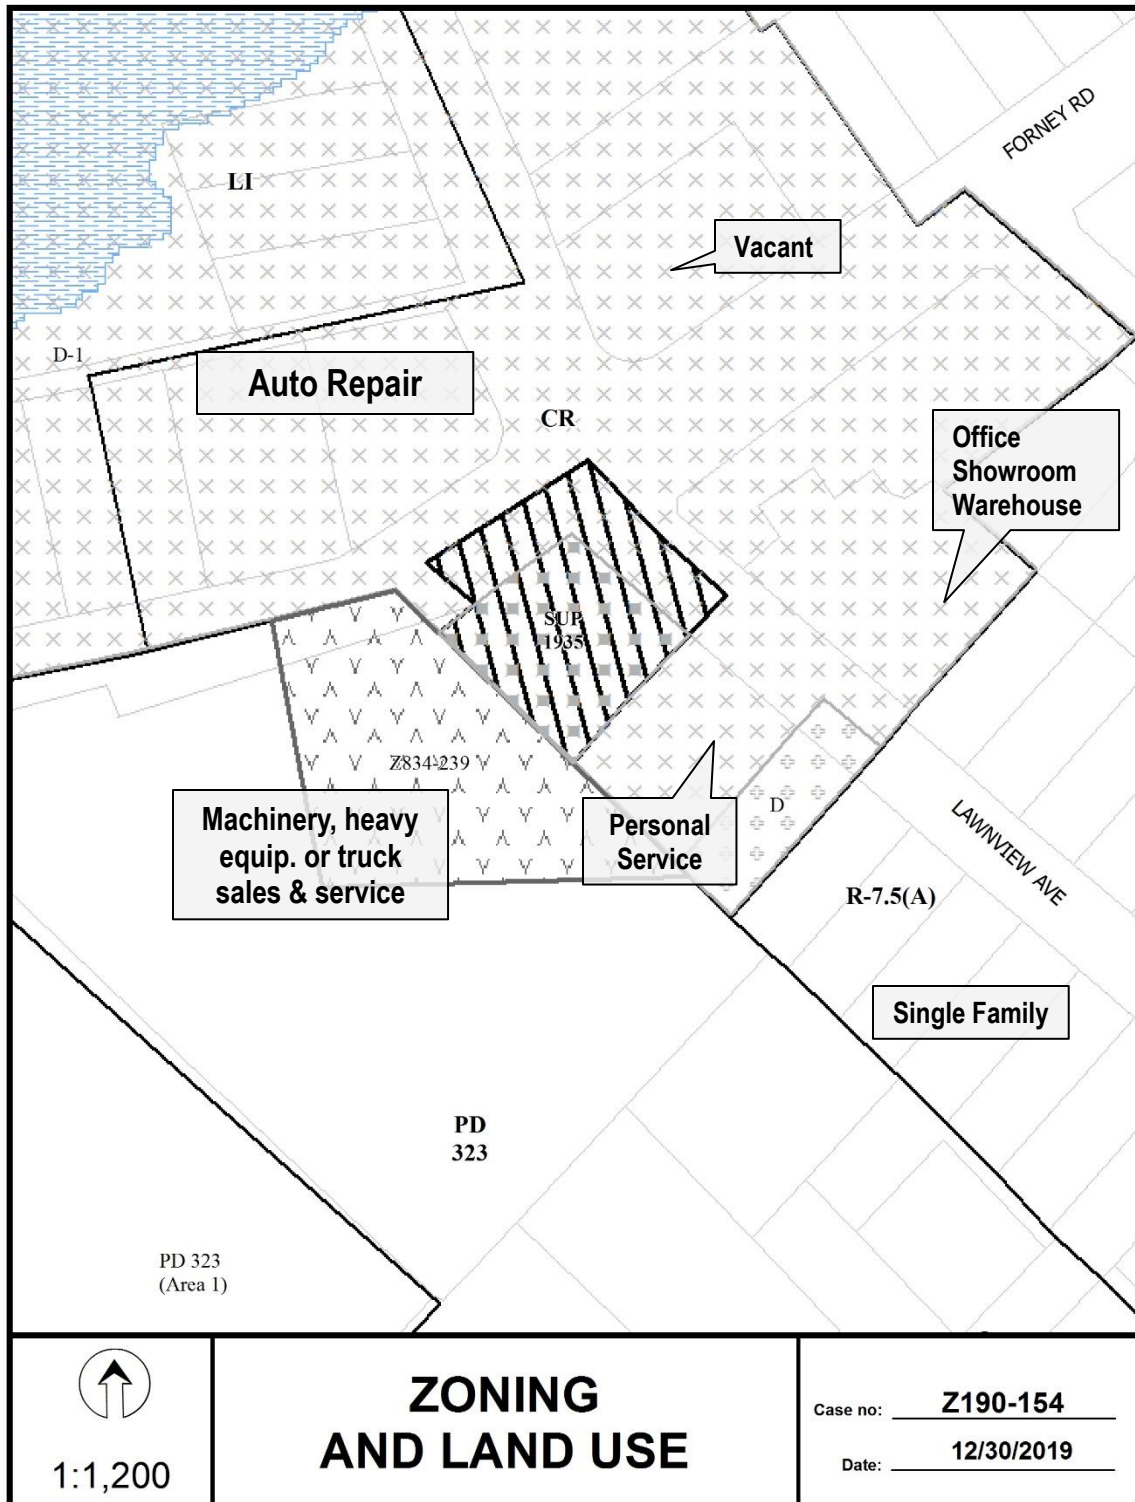 FORNEY RD
LI
Vacant
D-1
Auto Repair
CR
Office
Showroom
Warehouse
SUP
1935
Z834-239
Machinery, heavy
equip. or truck
sales & service
Personal
Service
D
LAWNVIEW AVE
R-7.5(A)
Single Family
PD
323
PD 323
(Area 1)
1:1,200
ZONING
AND LAND USE
Case no: Z190-154
Date: 12/30/2019